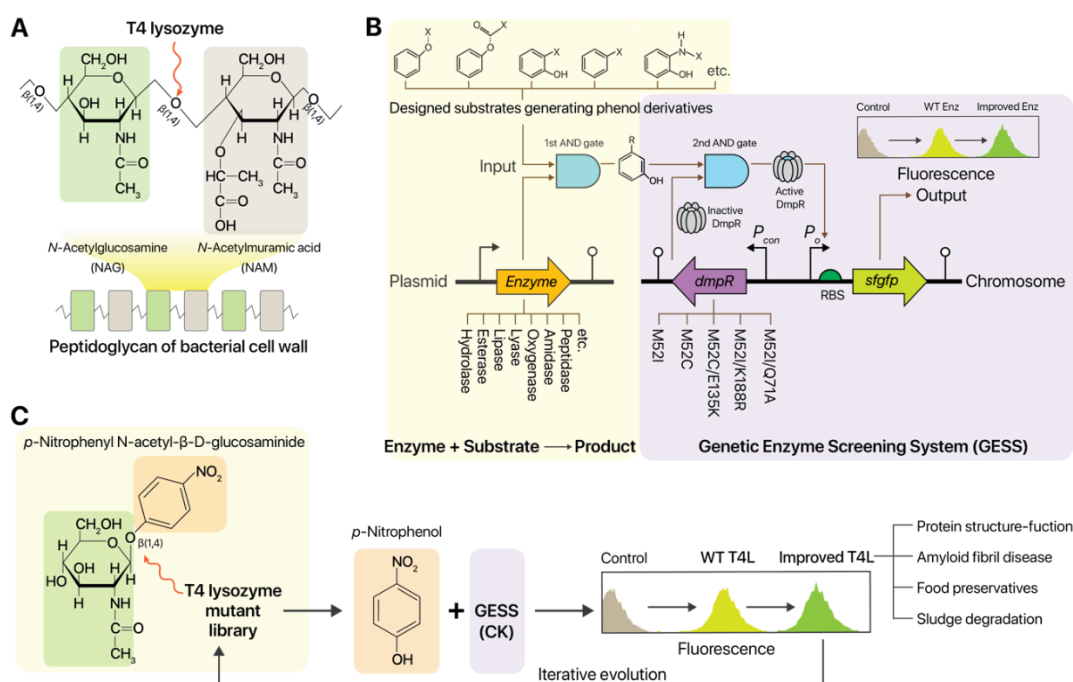 A
T4 lysozyme
CH₂OH
O
H
OH
H
H
H
NH
C=O
CH₃
O
β(1,4)
O
β(1,4)
CH₂OH
O
H
H
H
O
H
NH
C=O
CH₃
H
C
CH₃
C=O
OH
O
β(1,4)
N-Acetylglucosamine
(NAG)
N-Acetylmuramic acid
(NAM)
Peptidoglycan of bacterial cell wall
B
X
O
X
O
O
X
OH
X
H
N
X
OH
etc.
Designed substrates generating phenol derivatives
Input
1st AND gate
R
OH
2nd AND gate
Inactive
DmpR
Active
DmpR
Control
WT Enz
Improved Enz
Fluorescence
Output
Plasmid
Enzyme
Pcon
Po
dmpR
RBS
sfgfp
Chromosome
Hydrolase
Esterase
Lipase
Lyase
Oxygenase
Amidase
Peptidase
etc.
M52I
M52C
M52C/E135K
M52I/K188R
M52I/Q71A
Enzyme + Substrate → Product
Genetic Enzyme Screening System (GESS)
C
p-Nitrophenyl N-acetyl-β-D-glucosaminide
NO₂
CH₂OH
O
O
β(1,4)
H
H
OH
HO
H
H
H
NH
C=O
CH₃
T4 lysozyme
mutant
library
p-Nitrophenol
NO₂
OH
+
GESS
(CK)
Control
WT T4L
Improved T4L
Fluorescence
Iterative evolution
Protein structure-fuction
Amyloid fibril disease
Food preservatives
Sludge degradation